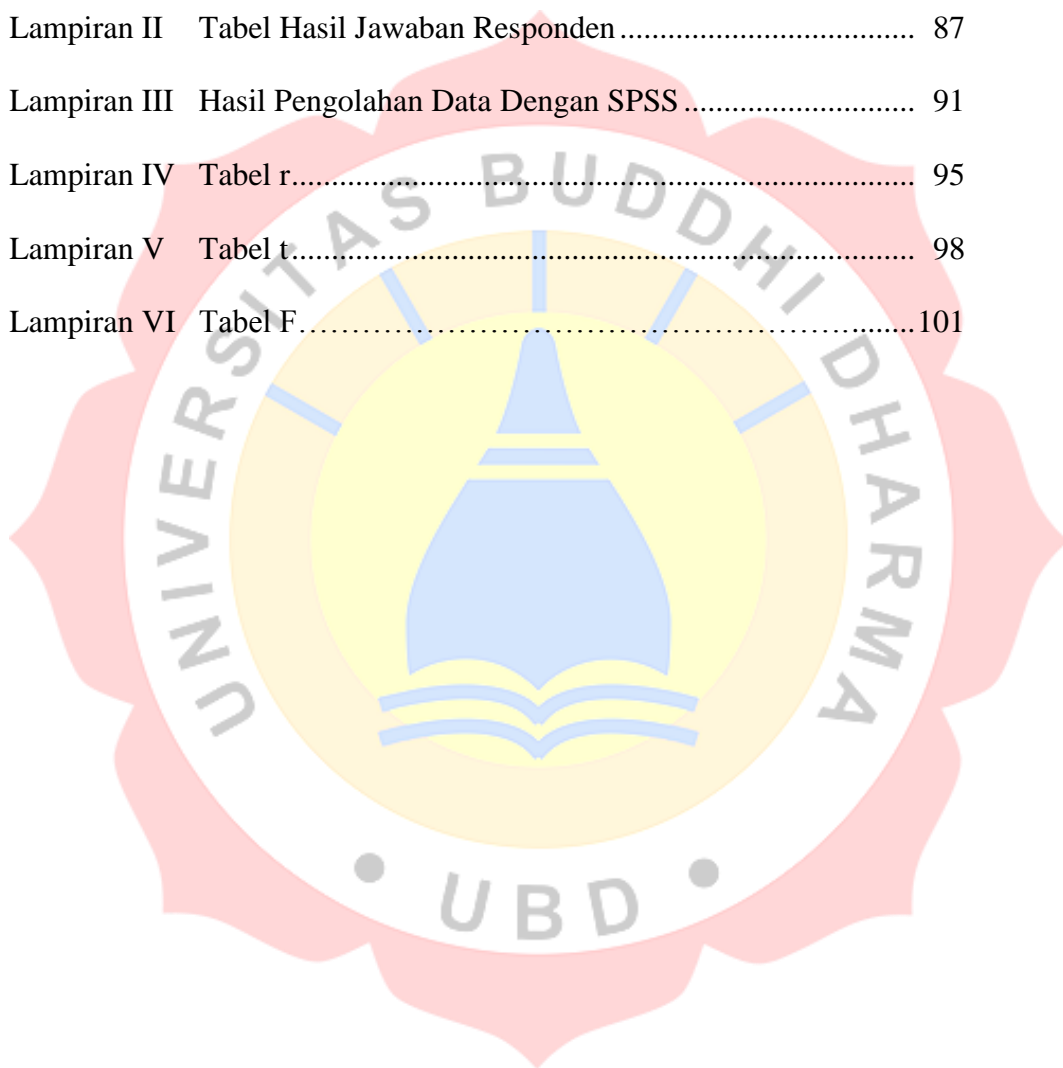 Lampiran II Tabel Hasil Jawaban Responden..................................... 87
Lampiran III Hasil Pengolahan Data Dengan SPSS............................. 91
Lampiran IV Tabel r............................................................................... 95
Lampiran V Tabel t............................................................................... 98
Lampiran VI Tabel F……………………………………………….......101
UNIVERSITAS BUDDHI DHARMA
• UBD •